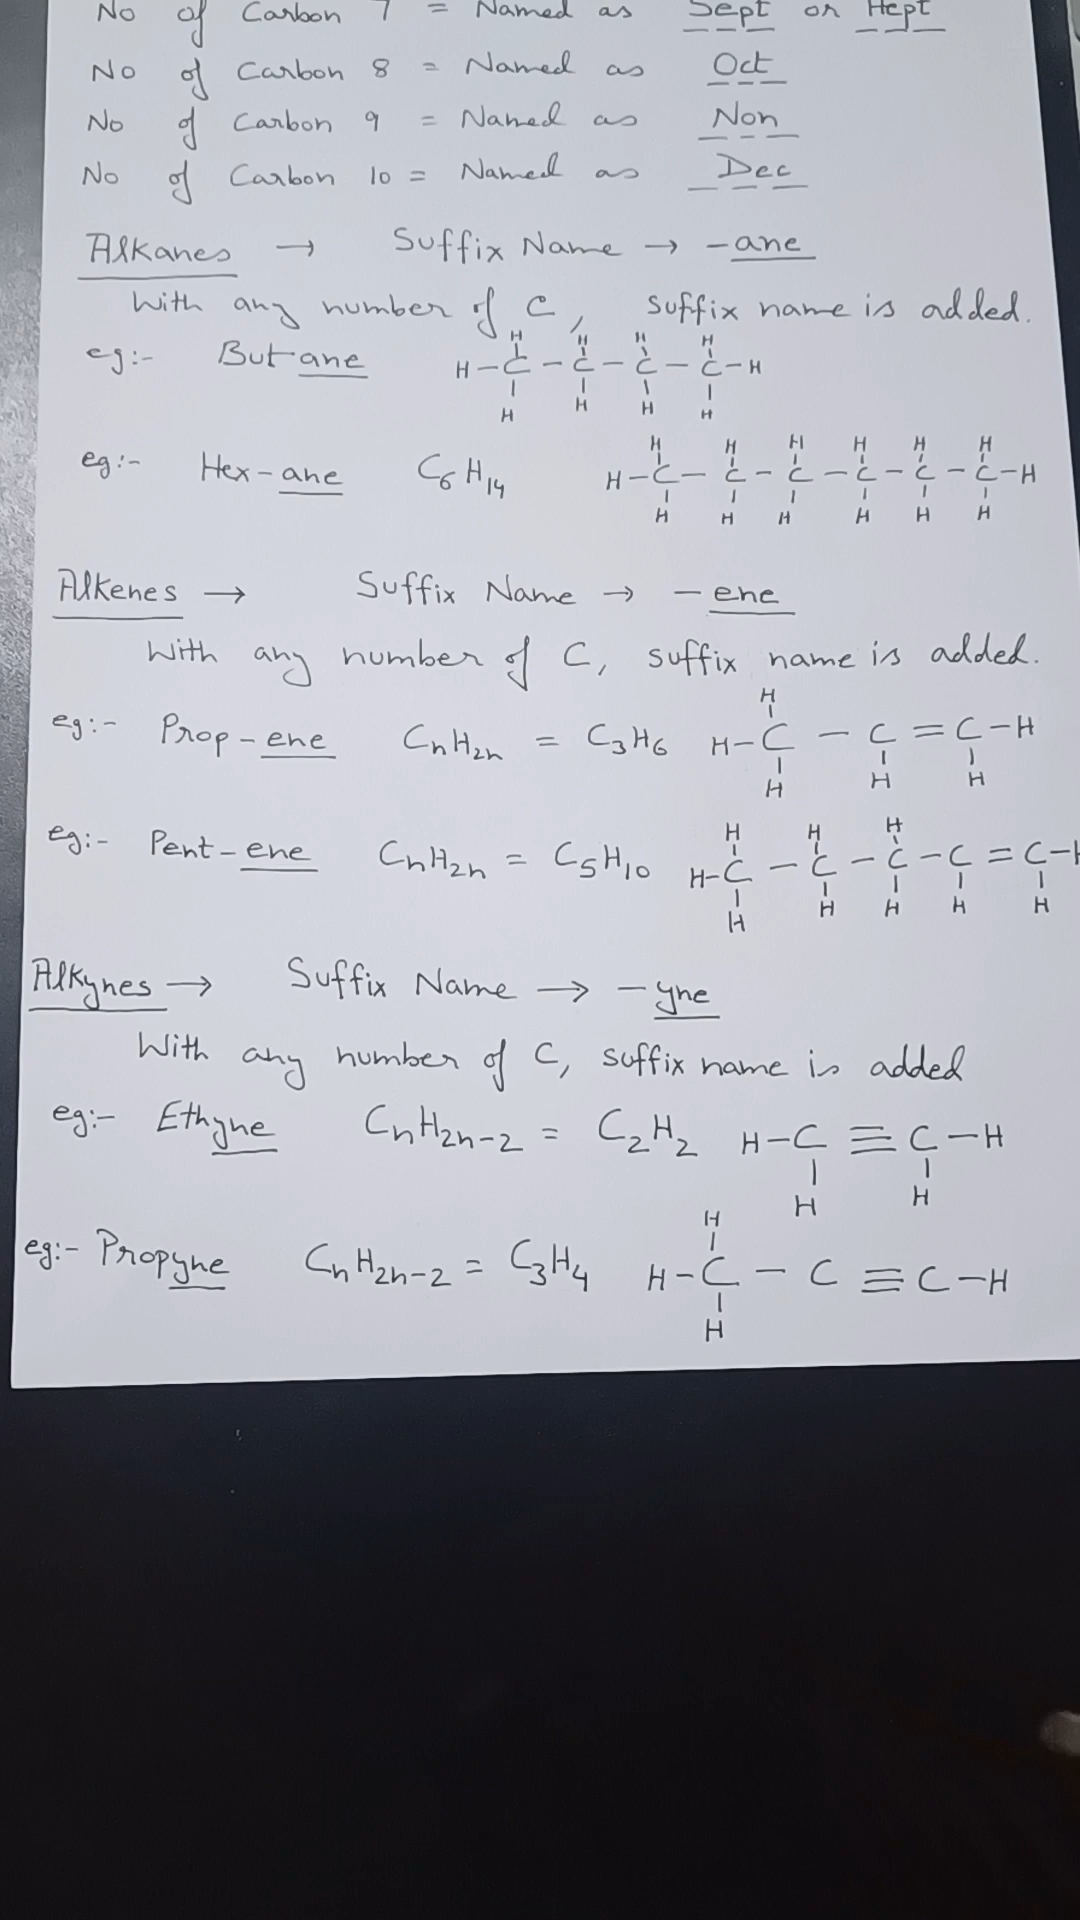 No of Carbon 7 = Named as Sept or Hept
No of Carbon 8 = Named as Oct
No of Carbon 9 = Named as Non
No of Carbon 10 = Named as Dec
Alkanes → Suffix Name → -ane
With any number of C, suffix name is added.
H H H H
eg:- Butane H-C-C-C-C-H
H H H H
H H H H H H
eg:- Hex-ane C6H14 H-C-C-C-C-C-C-H
H H H H H H
Alkenes → Suffix Name → -ene
With any number of C, suffix name is added.
H
eg:- Prop-ene CnH2n = C3H6 H-C-C=C-H
H H H
H H H
eg:- Pent-ene CnH2n = C5H10 H-C-C-C-C=C-H
H H H H H
Alkynes → Suffix Name → -yne
With any number of C, suffix name is added
eg:- Ethyne CnH2n-2 = C2H2 H-C≡C-H
H H
H
eg:- Propyne CnH2n-2 = C3H4 H-C-C≡C-H
H